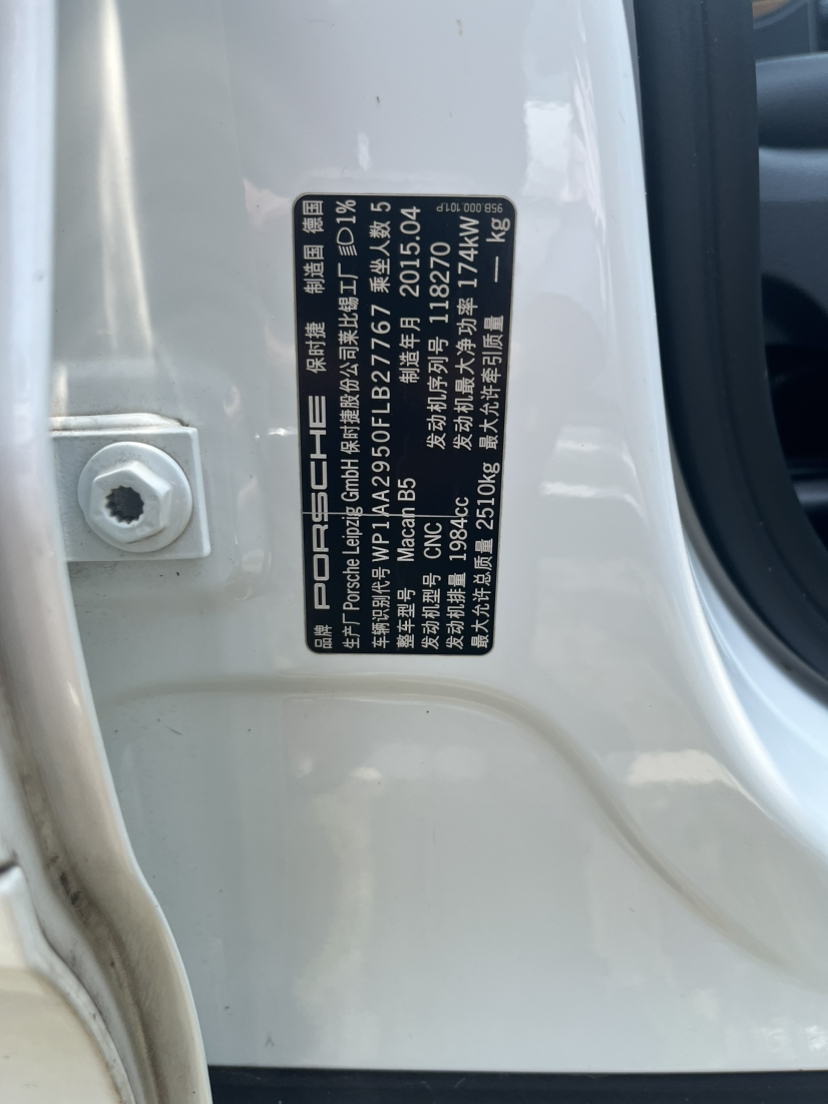 品牌 PORSCHE 保时捷 制造国 德国
生产厂 Porsche Leipzig GmbH 保时捷股份公司莱比锡工厂 1%
车辆识别代号 WP1AA2950FLB27767 乘坐人数 5
整车型号 Macan B5 制造年月 2015.04
发动机型号 CNC 发动机序列号 118270
发动机排量 1984cc 发动机最大净功率 174kW
最大允许总质量 2510kg 最大允许牵引质量 — kg
95B.000.101.P